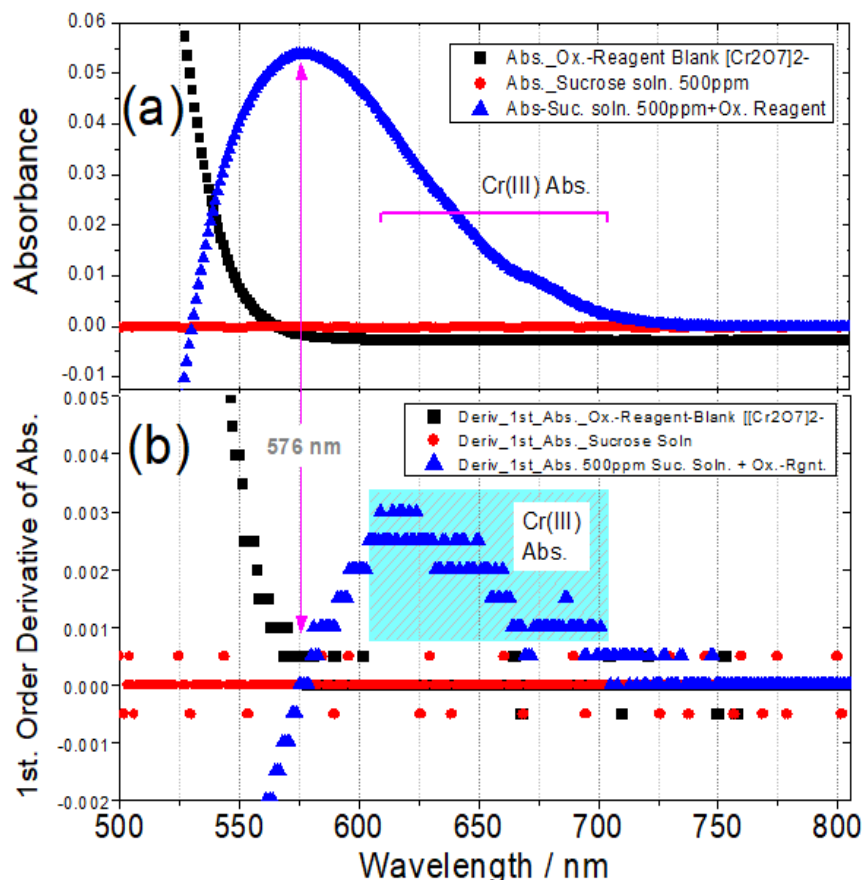 0.06
0.05
0.04
0.03
0.02
0.01
0.00
-0.01
Absorbance
(a)
Abs._Ox.-Reagent Blank [Cr2O7]2-
Abs._Sucrose soln. 500ppm
Abs-Suc. soln. 500ppm+Ox. Reagent
Cr(III) Abs.
0.005
0.004
0.003
0.002
0.001
0.000
-0.001
-0.002
1st. Order Derivative of Abs.
(b)
576 nm
Deriv_1st_Abs._Ox.-Reagent-Blank [[Cr2O7]2-
Deriv_1st_Abs._Sucrose Soln
Deriv_1st_Abs. 500ppm Suc. Soln. + Ox.-Rgnt.
Cr(III)
Abs.
500 550 600 650 700 750 800
Wavelength / nm